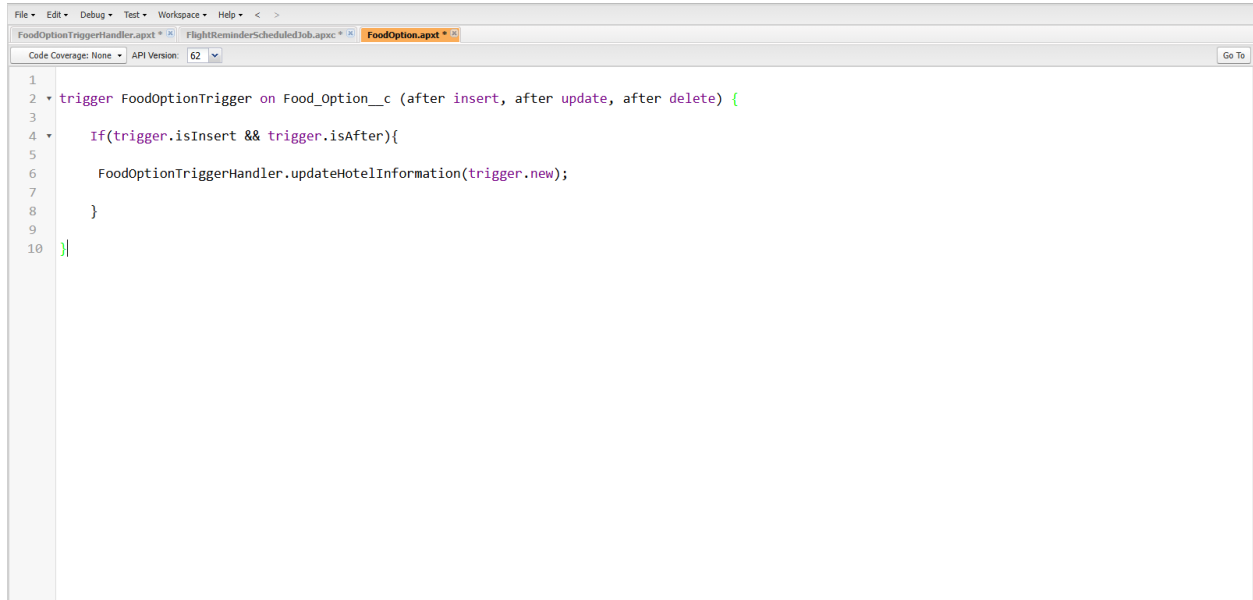 File Edit Debug Test Workspace Help < >
FoodOptionTriggerHandler.apxt * FlightReminderScheduledJob.apxc * FoodOption.apxt *
Code Coverage: None API Version: 62 Go To
1
2 trigger FoodOptionTrigger on Food_Option__c (after insert, after update, after delete) {
3
4 If(trigger.isInsert && trigger.isAfter){
5
6 FoodOptionTriggerHandler.updateHotelInformation(trigger.new);
7
8 }
9
10 }